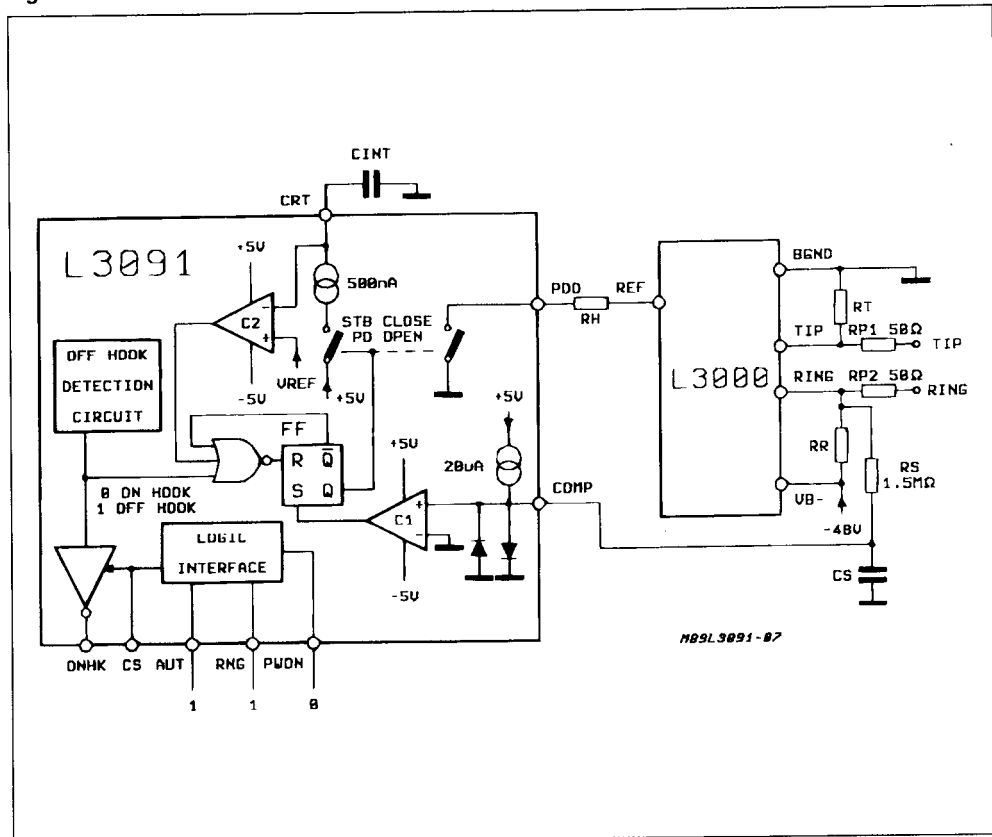 g
CINT
CRT
L3091
+5V
500nA
C2
STB CLOSE
PD OPEN
VREF
-5V
+5V
PDO
RH
REF
L3000
BGND
RT
TIP
RP1 50Ω
TIP
RING
RP2 50Ω
RING
RR
RS
1.5MΩ
VB-
-48V
CS
OFF HOOK
DETECTION
CIRCUIT
FF
R
Q
S
Q
0 ON HOOK
1 OFF HOOK
+5V
C1
-5V
+5V
20uA
COMP
LOGIC
INTERFACE
ONHK
CS
AUT
RNG
PWDN
1
1
0
M89L3091-07